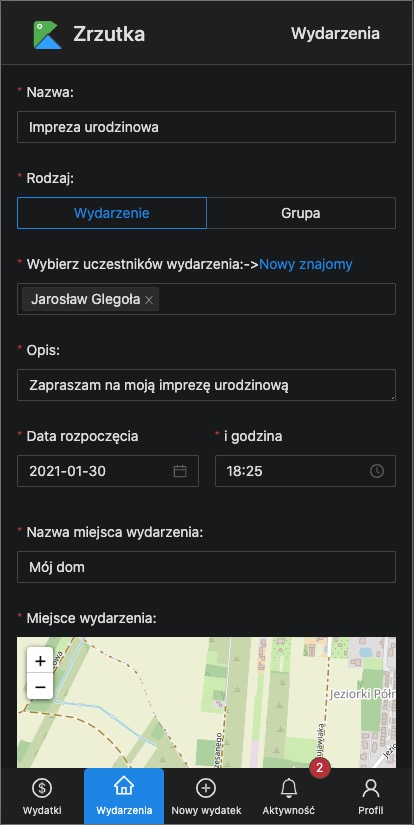 Zrzutka
Wydarzenia
* Nazwa:
Impreza urodzinowa
* Rodzaj:
Wydarzenie
Grupa
* Wybierz uczestników wydarzenia:->Nowy znajomy
Jarosław Glegoła ×
* Opis:
Zapraszam na moją imprezę urodzinową
* Data rozpoczęcia
* i godzina
2021-01-30
18:25
* Nazwa miejsca wydarzenia:
Mój dom
* Miejsce wydarzenia:
+
−
Jeziorki Półn
2
$
Wydatki
Wydarzenia
Nowy wydatek
Aktywność
Profil